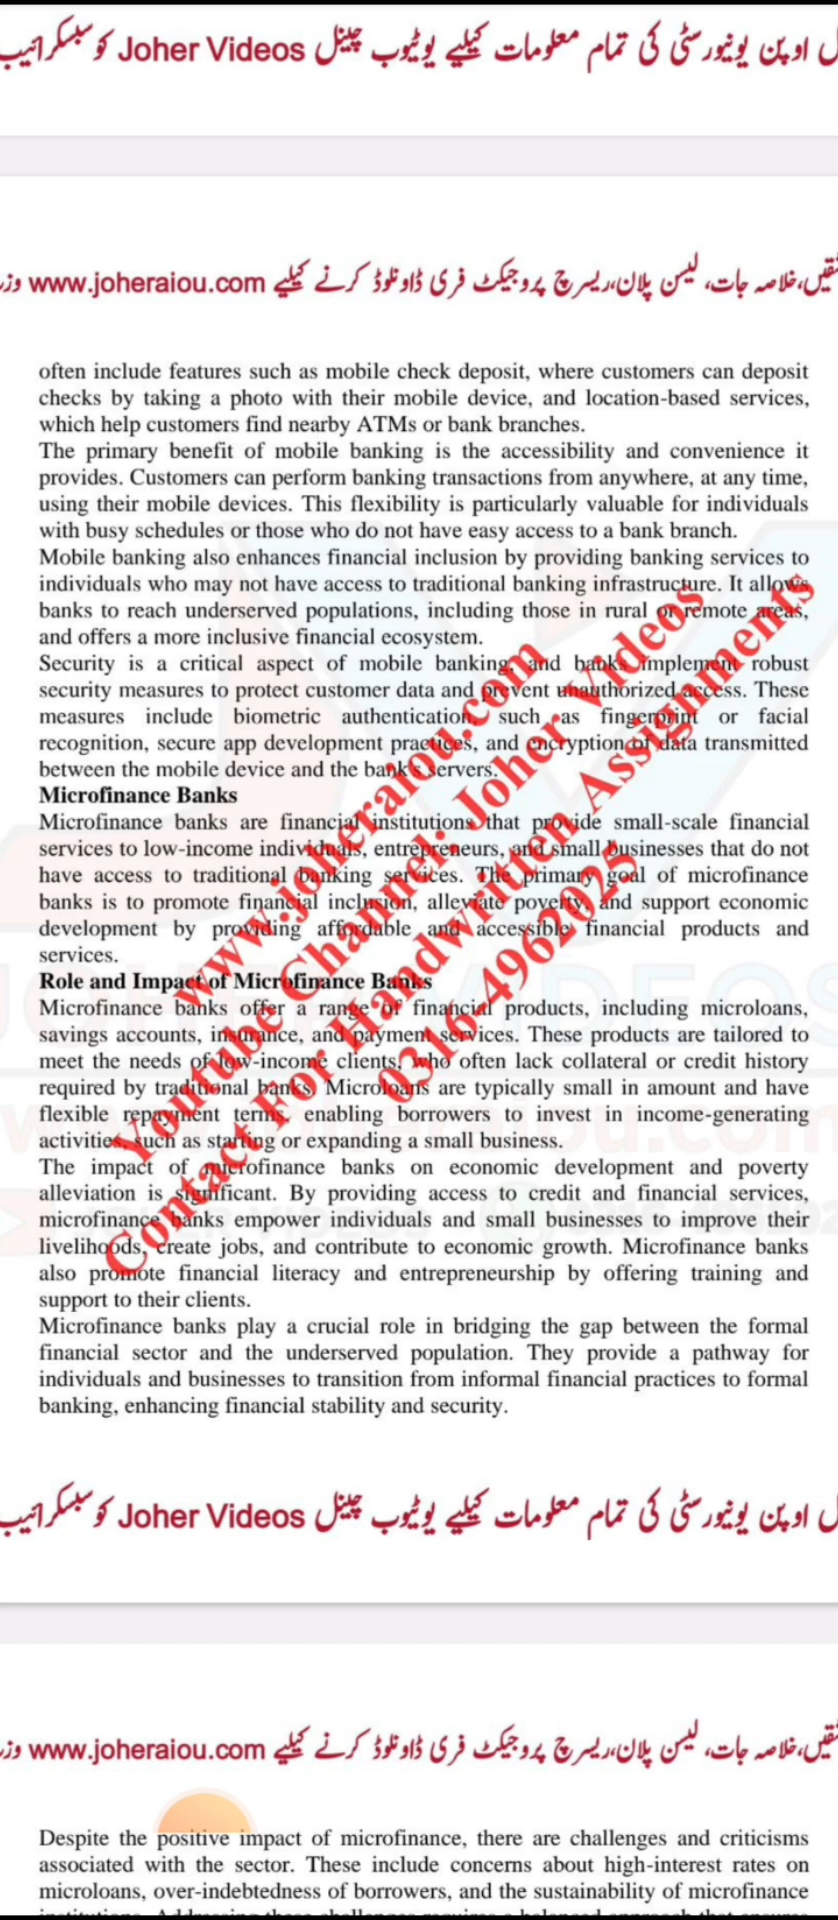 ل اوپن یونیورسٹی کی تمام معلومات کیلیے یوٹیوب چینل Joher Videos کو سبسکرائیب
www.joheraiou.com خلاصہ جات، لیسن پلان، ریسرچ پروجیکٹ فری ڈاونلوڈ کرنے کیلیے وز
often include features such as mobile check deposit, where customers can deposit
checks by taking a photo with their mobile device, and location-based services,
which help customers find nearby ATMs or bank branches.
The primary benefit of mobile banking is the accessibility and convenience it
provides. Customers can perform banking transactions from anywhere, at any time,
using their mobile devices. This flexibility is particularly valuable for individuals
with busy schedules or those who do not have easy access to a bank branch.
Mobile banking also enhances financial inclusion by providing banking services to
individuals who may not have access to traditional banking infrastructure. It allows
banks to reach underserved populations, including those in rural or remote areas,
and offers a more inclusive financial ecosystem.
Security is a critical aspect of mobile banking, and banks implement robust
security measures to protect customer data and prevent unauthorized access. These
measures include biometric authentication, such as fingerprint or facial
recognition, secure app development practices, and encryption of data transmitted
between the mobile device and the bank's servers.
Microfinance Banks
Microfinance banks are financial institutions that provide small-scale financial
services to low-income individuals, entrepreneurs, and small businesses that do not
have access to traditional banking services. The primary goal of microfinance
banks is to promote financial inclusion, alleviate poverty, and support economic
development by providing affordable and accessible financial products and
services.
Role and Impact of Microfinance Banks
Microfinance banks offer a range of financial products, including microloans,
savings accounts, insurance, and payment services. These products are tailored to
meet the needs of low-income clients, who often lack collateral or credit history
required by traditional banks. Microloans are typically small in amount and have
flexible repayment terms, enabling borrowers to invest in income-generating
activities, such as starting or expanding a small business.
The impact of microfinance banks on economic development and poverty
alleviation is significant. By providing access to credit and financial services,
microfinance banks empower individuals and small businesses to improve their
livelihoods, create jobs, and contribute to economic growth. Microfinance banks
also promote financial literacy and entrepreneurship by offering training and
support to their clients.
Microfinance banks play a crucial role in bridging the gap between the formal
financial sector and the underserved population. They provide a pathway for
individuals and businesses to transition from informal financial practices to formal
banking, enhancing financial stability and security.
www.joheraiou.com
Youtube Channel: Joher Videos
Contact For Handwritten Assignments
0316-4962025
ل اوپن یونیورسٹی کی تمام معلومات کیلیے یوٹیوب چینل Joher Videos کو سبسکرائیب
www.joheraiou.com خلاصہ جات، لیسن پلان، ریسرچ پروجیکٹ فری ڈاونلوڈ کرنے کیلیے وز
Despite the positive impact of microfinance, there are challenges and criticisms
associated with the sector. These include concerns about high-interest rates on
microloans, over-indebtedness of borrowers, and the sustainability of microfinance